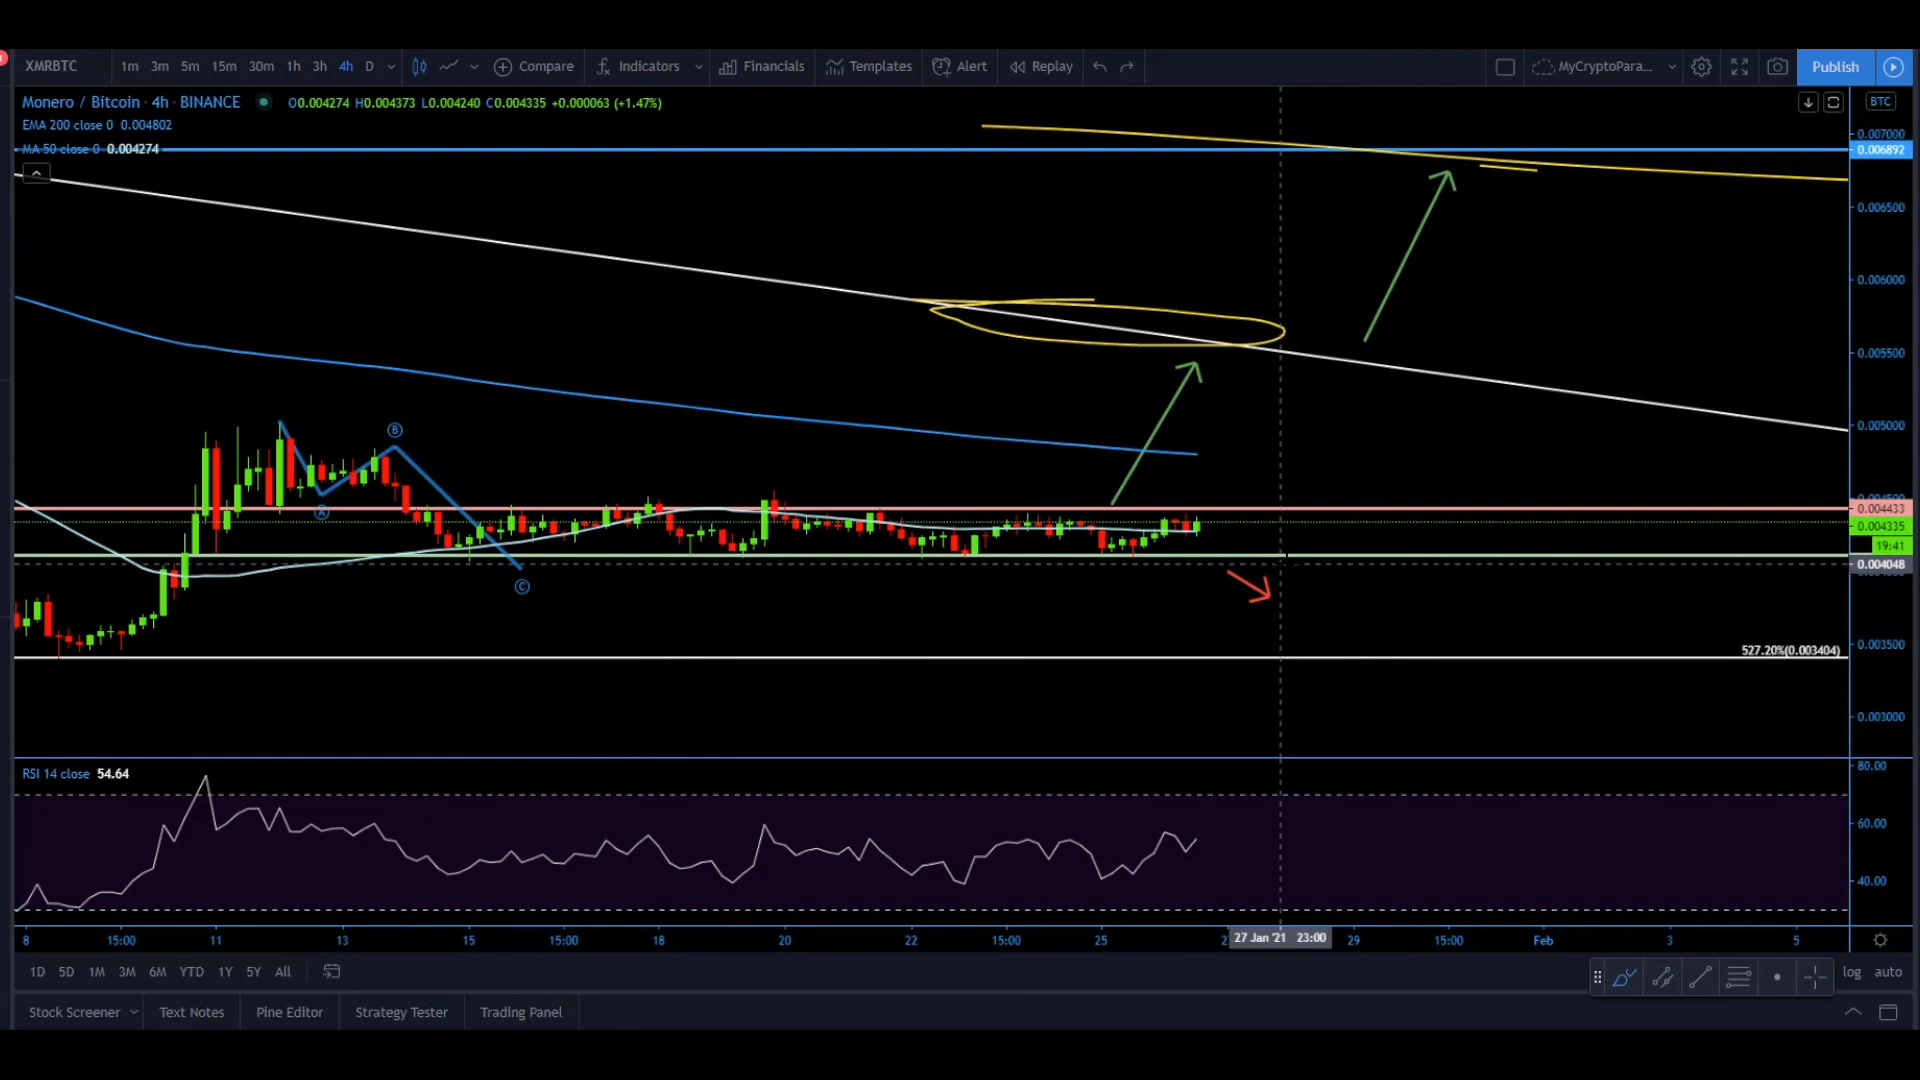 XMRBTC 1m 3m 5m 15m 30m 1h 3h 4h D Compare Indicators Financials Templates Alert Replay MyCryptoPara... Publish
Monero / Bitcoin · 4h · BINANCE O0.004274 H0.004373 L0.004240 C0.004335 +0.000063 (+1.47%) BTC
EMA 200 close 0 0.004802
MA 50 close 0 0.004274
0.007000
0.006892
0.006500
0.006000
0.005500
0.005000
B
A
C
0.004433
0.004335
19:41
0.004048
0.003500
527.20%(0.003404)
0.003000
RSI 14 close 54.64
80.00
60.00
40.00
8 15:00 11 13 15 15:00 18 20 22 15:00 25 27 Jan '21 23:00 29 15:00 Feb 3 5
1D 5D 1M 3M 6M YTD 1Y 5Y All log auto
Stock Screener Text Notes Pine Editor Strategy Tester Trading Panel